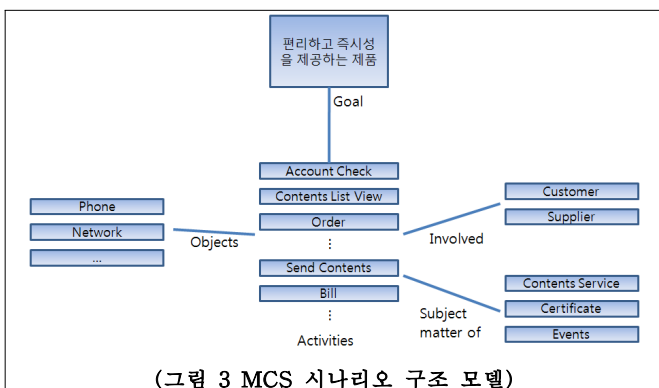 편리하고 즉시성
을 제공하는 제품
Goal
Account Check
Contents List View
Order
⋮
Send Contents
Bill
⋮
Activities
Phone
Network
...
Objects
Customer
Supplier
Involved
Contents Service
Certificate
Events
Subject
matter of
(그림 3 MCS 시나리오 구조 모델)